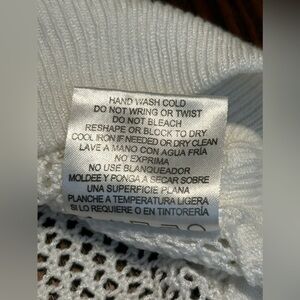 HAND WASH COLD
DO NOT WRING OR TWIST
DO NOT BLEACH
RESHAPE OR BLOCK TO DRY
COOL IRON IF NEEDED OR DRY CLEAN
LAVE A MANO CON AGUA FRÍA
NO EXPRIMA
NO USE BLANQUEADOR
MOLDEE Y PONGA A SECAR SOBRE
UNA SUPERFICIE PLANA
PLANCHE A TEMPERATURA LIGERA
SI LO REQUIERE O EN TINTORERÍA